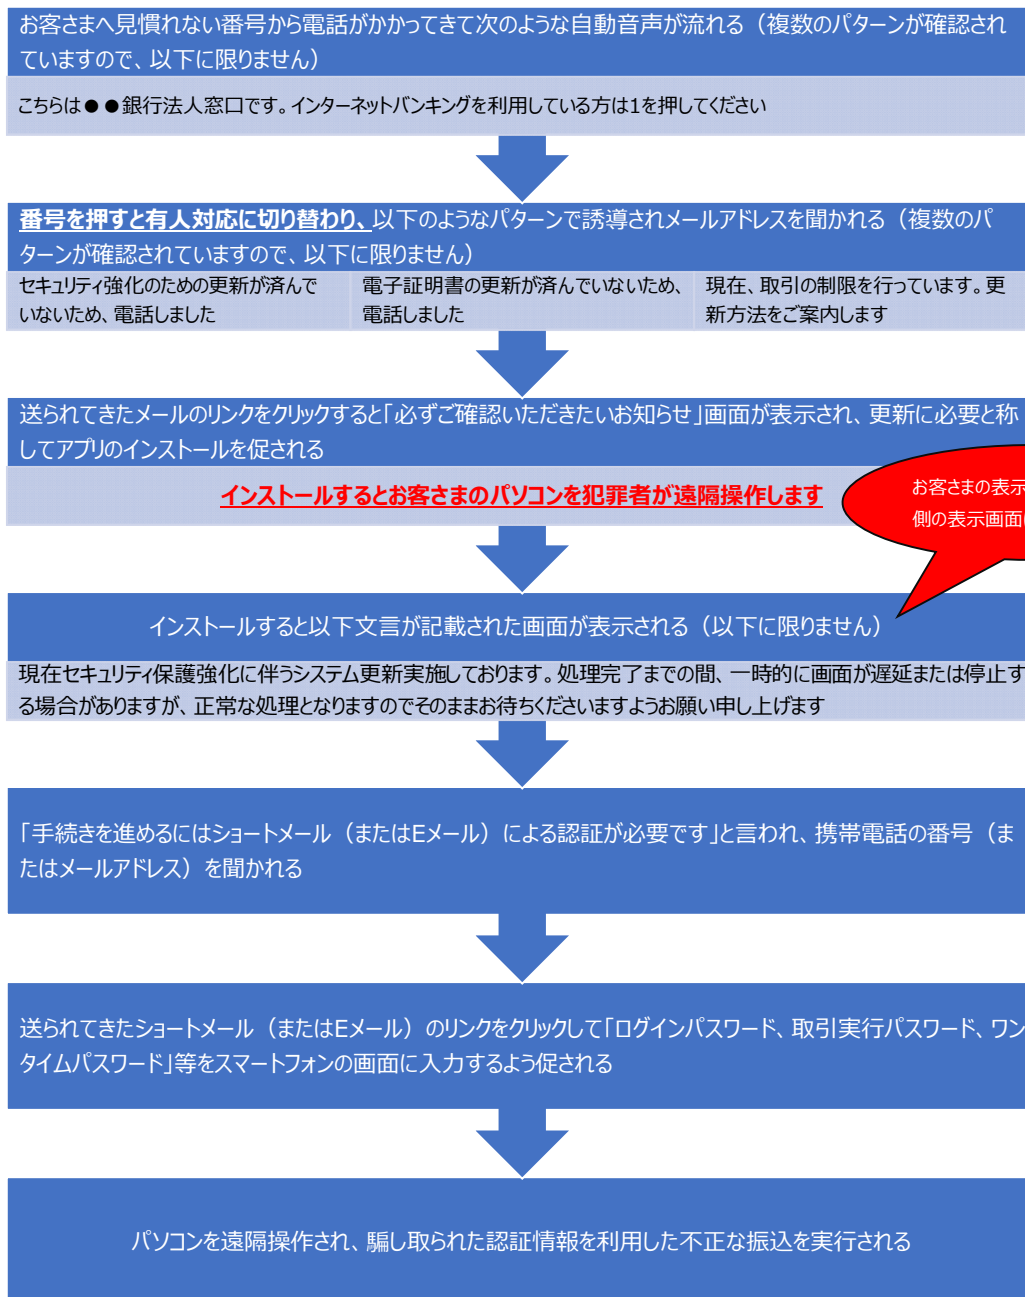 お客さまへ見慣れない番号から電話がかかってきて次のような自動音声が流れる（複数のパターンが確認され
ていますので、以下に限りません）
こちらは●●銀行法人窓口です。インターネットバンキングを利用している方は1を押してください
番号を押すと有人対応に切り替わり、以下のようなパターンで誘導されメールアドレスを聞かれる（複数のパ
ターンが確認されていますので、以下に限りません）
セキュリティ強化のための更新が済んで
いないため、電話しました
電子証明書の更新が済んでいないため、
電話しました
現在、取引の制限を行っています。更
新方法をご案内します
送られてきたメールのリンクをクリックすると「必ずご確認いただきたいお知らせ」画面が表示され、更新に必要と称
してアプリのインストールを促される
インストールするとお客さまのパソコンを犯罪者が遠隔操作します
お客さまの表示
側の表示画面
インストールすると以下文言が記載された画面が表示される（以下に限りません）
現在セキュリティ保護強化に伴うシステム更新実施しております。処理完了までの間、一時的に画面が遅延または停止す
る場合がありますが、正常な処理となりますのでそのままお待ちくださいますようお願い申し上げます
「手続きを進めるにはショートメール（またはEメール）による認証が必要です」と言われ、携帯電話の番号（ま
たはメールアドレス）を聞かれる
送られてきたショートメール（またはEメール）のリンクをクリックして「ログインパスワード、取引実行パスワード、ワン
タイムパスワード」等をスマートフォンの画面に入力するよう促される
パソコンを遠隔操作され、騙し取られた認証情報を利用した不正な振込を実行される